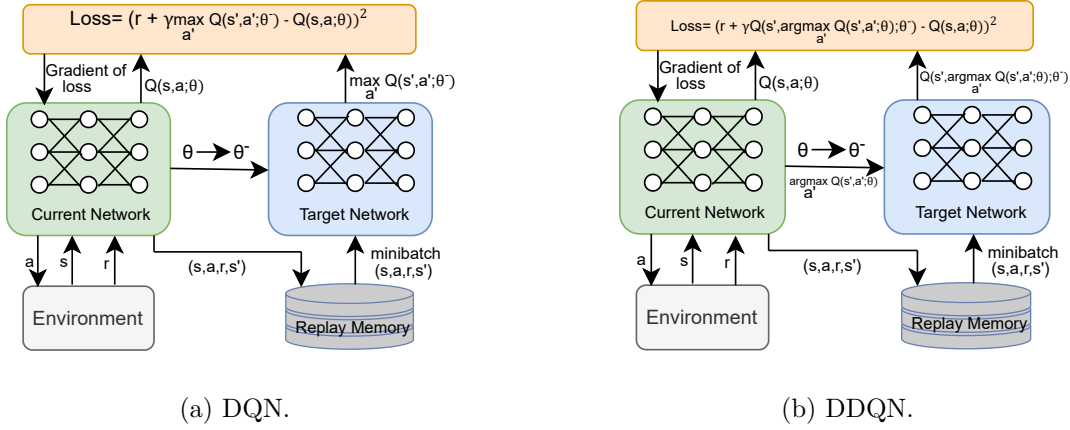 Loss= (r + γmax Q(s',a';θ⁻) - Q(s,a;θ))²
a'
Gradient of
loss
Q(s,a;θ)
max Q(s',a';θ⁻)
a'
θ → θ⁻
Current Network
Target Network
a
s
r
(s,a,r,s')
minibatch
(s,a,r,s')
Environment
Replay Memory
(a) DQN.
Loss= (r + γQ(s',argmax Q(s',a';θ);θ⁻) - Q(s,a;θ))²
a'
Gradient of
loss
Q(s,a;θ)
Q(s',argmax Q(s',a';θ);θ⁻)
a'
θ → θ⁻
argmax Q(s',a';θ)
a'
Current Network
Target Network
a
s
r
(s,a,r,s')
minibatch
(s,a,r,s')
Environment
Replay Memory
(b) DDQN.